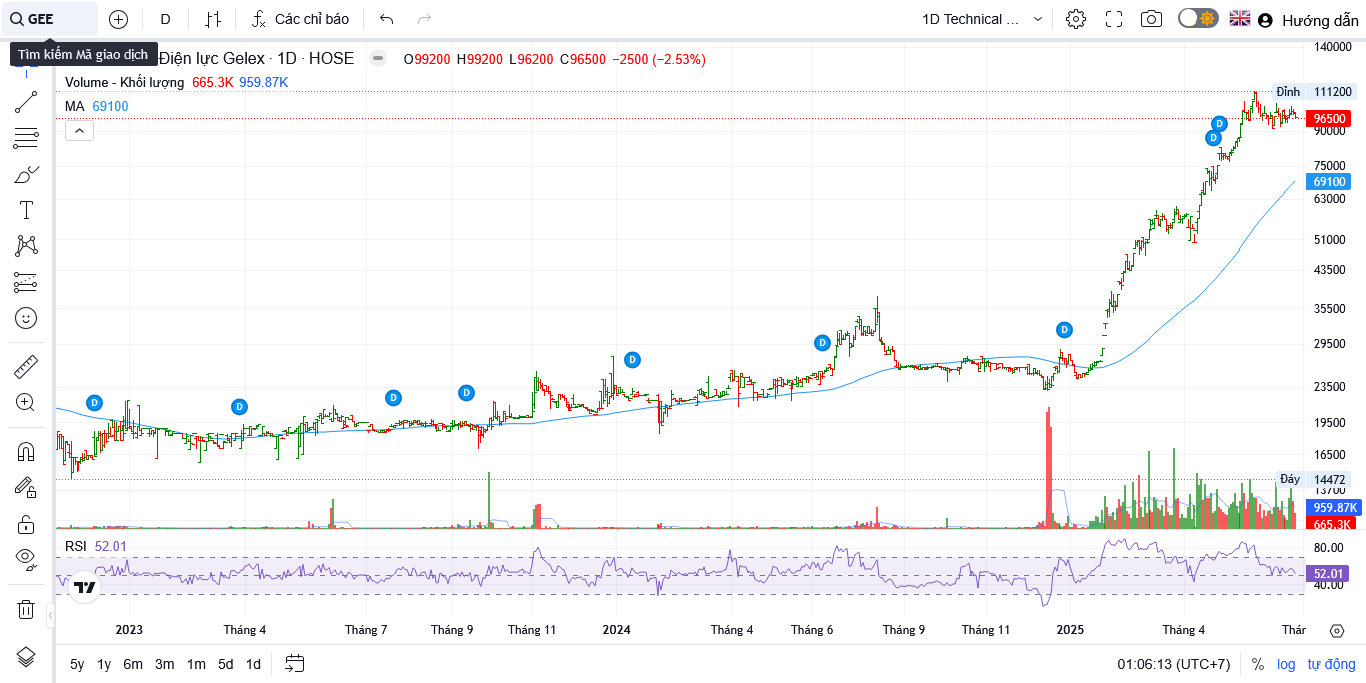 GEE
D
Các chỉ báo
1D Technical ...
Hướng dẫn
Tìm kiếm Mã giao dịch
Điện lực Gelex · 1D · HOSE
O99200 H99200 L96200 C96500 −2500 (−2.53%)
Volume - Khối lượng 665.3K 959.87K
MA 69100
140000
Đỉnh 111200
96500
90000
75000
69100
63000
51000
43500
35500
29500
23500
19500
16500
Đáy 14472
13700
959.87K
665.3K
D
D
D
D
D
D
D
D
D
RSI 52.01
80.00
52.01
40.00
2023 Tháng 4 Tháng 7 Tháng 9 Tháng 11 2024 Tháng 4 Tháng 6 Tháng 9 Tháng 11 2025 Tháng 4 Thár
5y 1y 6m 3m 1m 5d 1d
01:06:13 (UTC+7) % log tự động